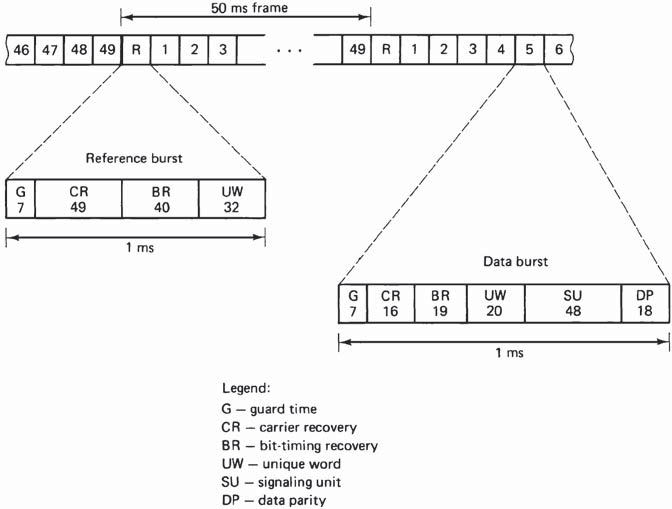 50 ms frame
46 47 48 49 R 1 2 3 · · · 49 R 1 2 3 4 5 6
Reference burst
G CR BR UW
7 49 40 32
1 ms
Data burst
G CR BR UW SU DP
7 16 19 20 48 18
1 ms
Legend:
G — guard time
CR — carrier recovery
BR — bit-timing recovery
UW — unique word
SU — signaling unit
DP — data parity